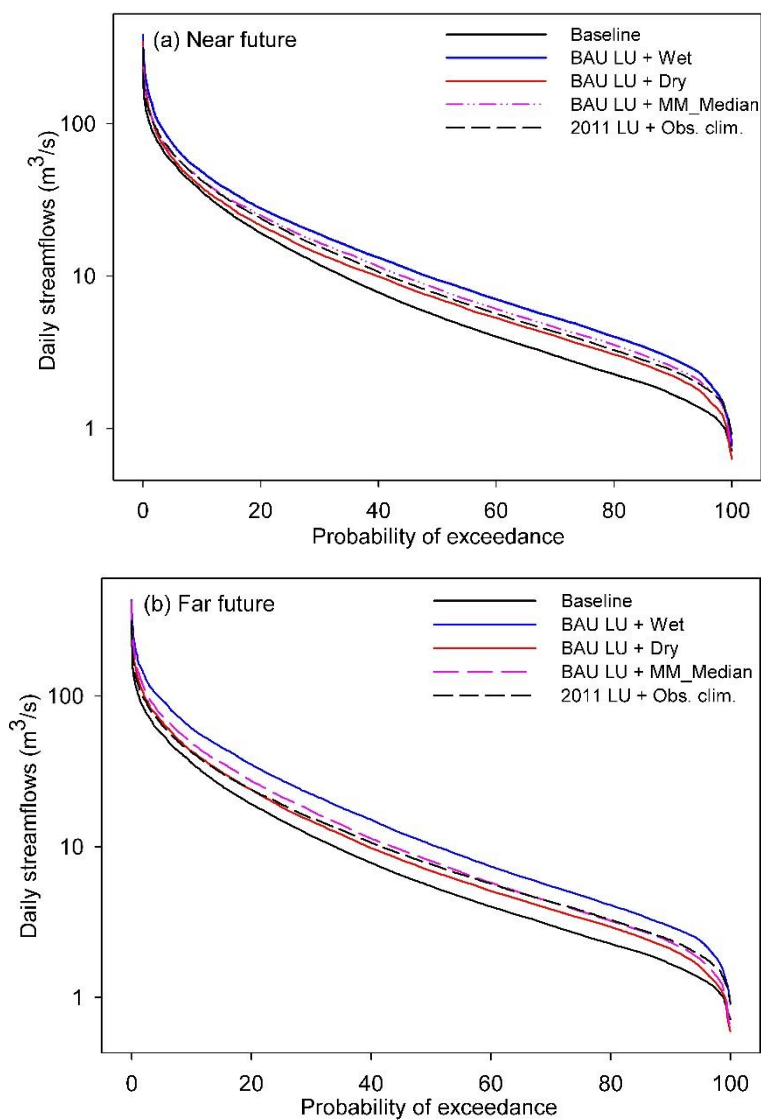 (a) Near future
Baseline
BAU LU + Wet
BAU LU + Dry
BAU LU + MM_Median
2011 LU + Obs. clim.
Daily streamflows (m³/s)
100
10
1
0 20 40 60 80 100
Probability of exceedance
(b) Far future
Baseline
BAU LU + Wet
BAU LU + Dry
BAU LU + MM_Median
2011 LU + Obs. clim.
Daily streamflows (m³/s)
100
10
1
0 20 40 60 80 100
Probability of exceedance